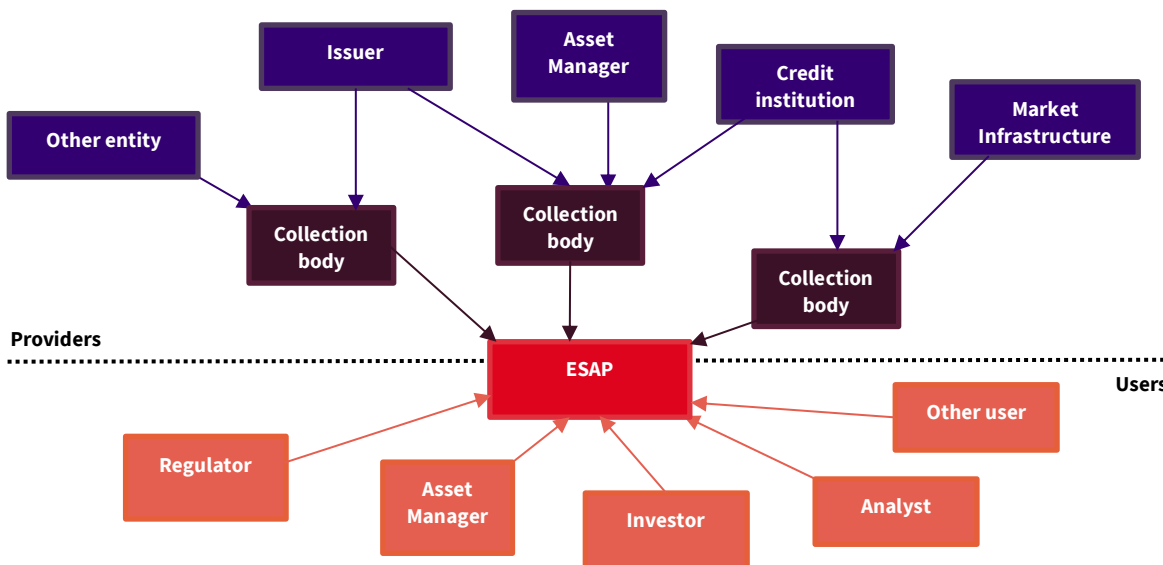 Issuer
Asset
Manager
Credit
institution
Market
Infrastructure
Other entity
Collection
body
Collection
body
Collection
body
Providers
ESAP
Users
Other user
Regulator
Asset
Manager
Investor
Analyst